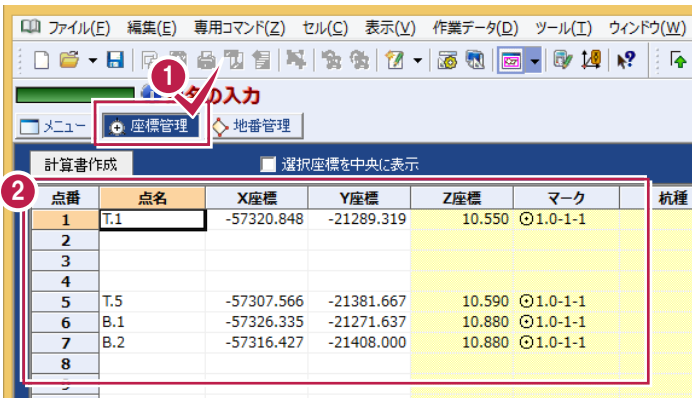 ファイル(F) 編集(E) 専用コマンド(Z) セル(C) 表示(V) 作業データ(D) ツール(T) ウィンドウ(W)
1
タの入力
メニュー 座標管理 地番管理
計算書作成 選択座標を中央に表示
2
点番 点名 X座標 Y座標 Z座標 マーク 杭種
1 T.1 -57320.848 -21289.319 10.550 1.0-1-1
2
3
4
5 T.5 -57307.566 -21381.667 10.590 1.0-1-1
6 B.1 -57326.335 -21271.637 10.880 1.0-1-1
7 B.2 -57316.427 -21408.000 10.880 1.0-1-1
8